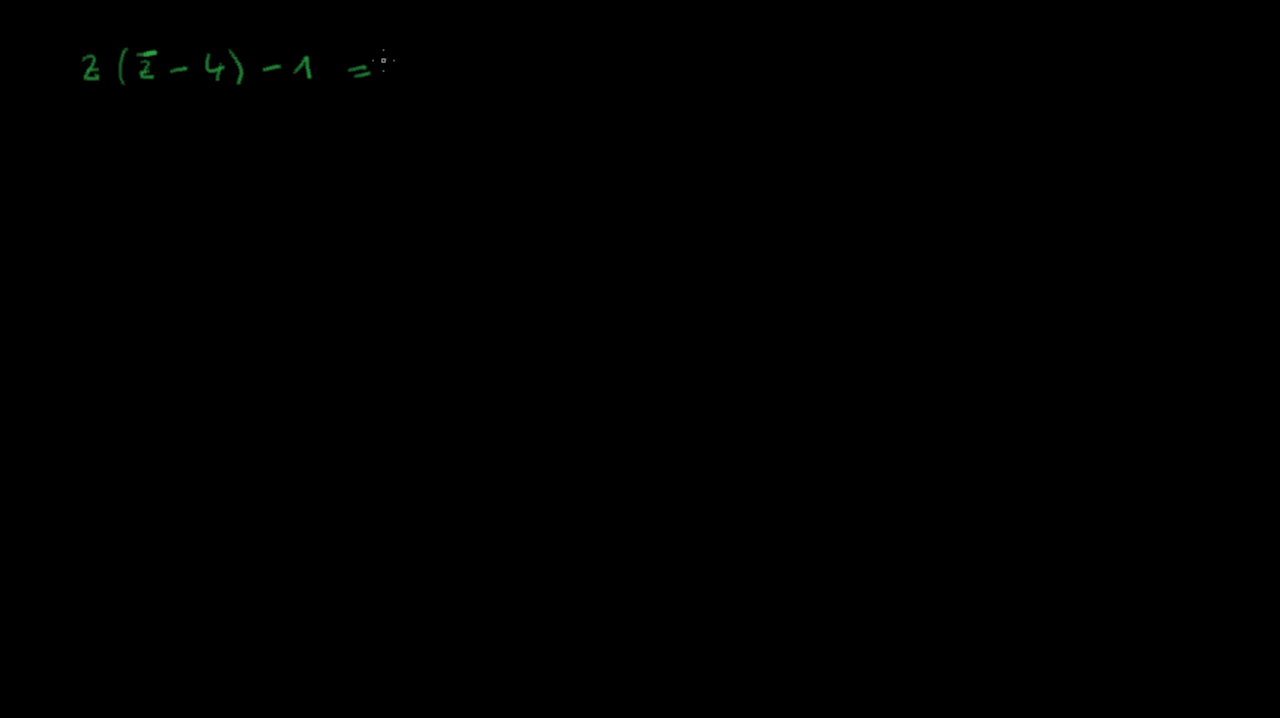 z (z̄ - 4) - 1 =